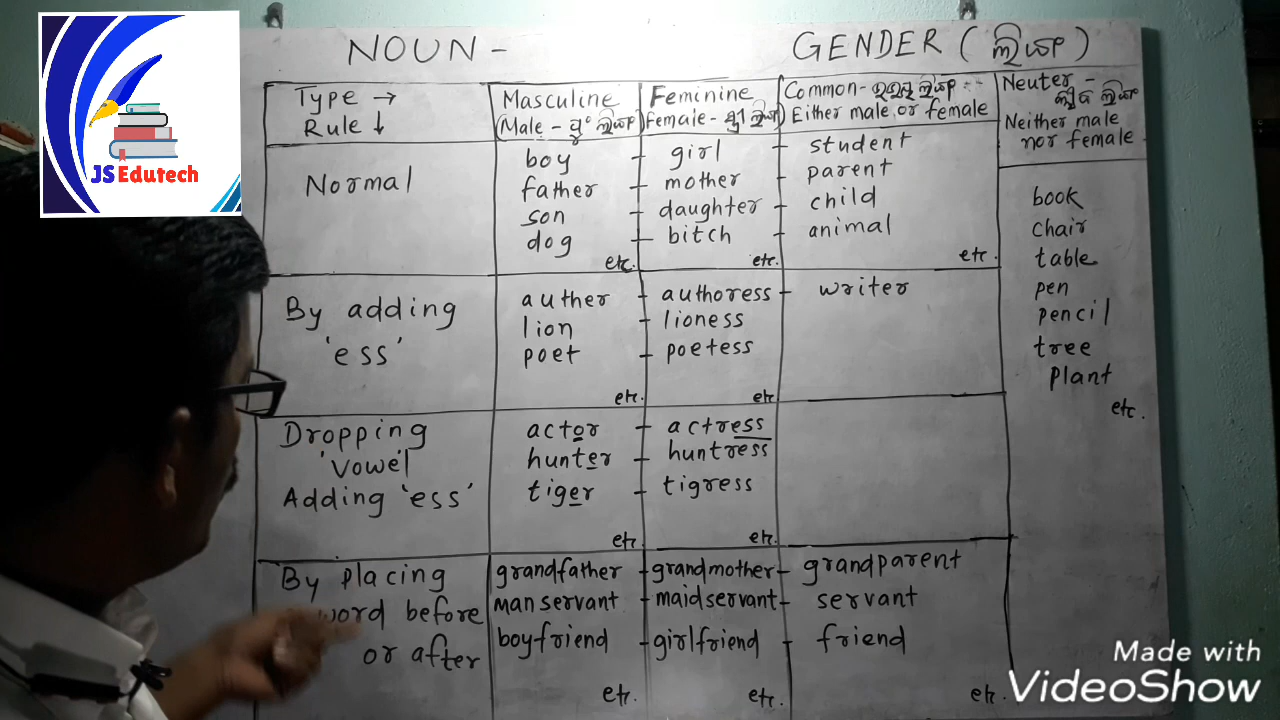 JS Edutech
NOUN - GENDER (ଲିଙ୍ଗ)
Type → Masculine Feminine Common - ଉଭୟ ଲିଙ୍ଗ Neuter -
Rule ↓ (Male - ପୁଂ ଲିଙ୍ଗ) female - ସ୍ତ୍ରୀ ଲିଙ୍ଗ) Either male or female କ୍ଲୀବ ଲିଙ୍ଗ
Neither male
nor female
Normal boy - girl - student
father - mother - parent
son - daughter - child
dog - bitch - animal
etc. etc. etc.
book
chair
table
pen
pencil
tree
plant
etc.
By adding
'ess'
auther - authoress - writer
lion - lioness
poet - poetess
etc. etc
Dropping
'vowel'
Adding 'ess'
actor - actress
hunter - huntress
tiger - tigress
etc. etc.
By placing
word before
or after
grandfather - grandmother - grandparent
man servant - maidservant - servant
boyfriend - girlfriend - friend
etc. etc. etc.
Made with
VideoShow